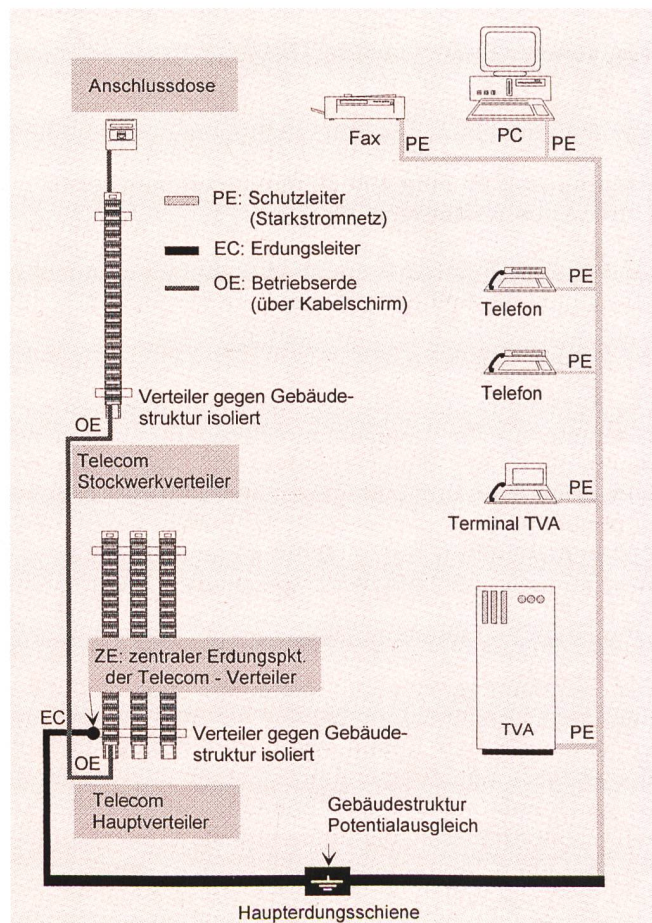 Anschlussdose
Fax
PE
PC
PE
PE: Schutzleiter
(Starkstromnetz)
EC: Erdungsleiter
OE: Betriebserde
(über Kabelschirm)
PE
Telefon
PE
Telefon
Verteiler gegen Gebäude-
struktur isoliert
OE
Telecom
Stockwerkverteiler
PE
Terminal TVA
ZE: zentraler Erdungspkt.
der Telecom - Verteiler
EC
Verteiler gegen Gebäude-
struktur isoliert
OE
TVA
PE
Telecom
Hauptverteiler
Gebäudestruktur
Potentialausgleich
Haupterdungsschiene